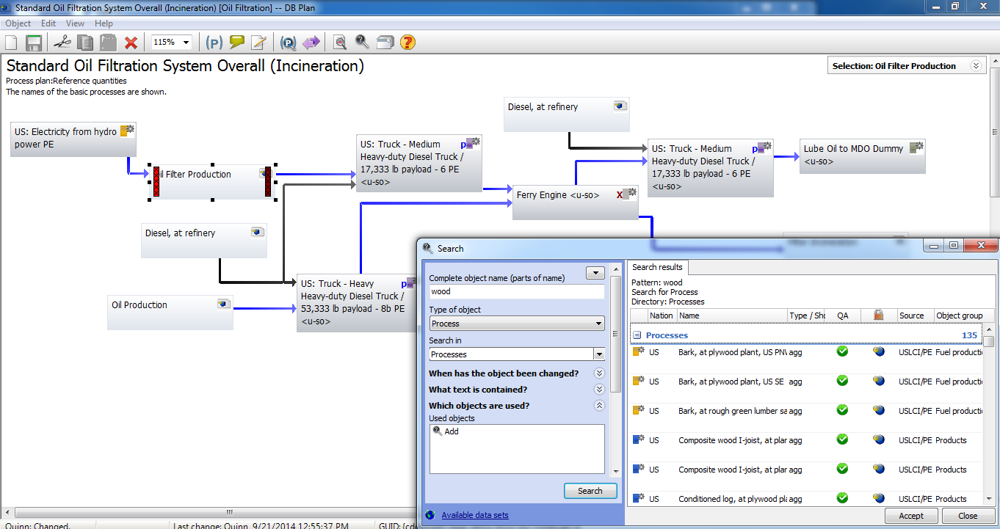 Standard Oil Filtration System Overall (Incineration) [Oil Filtration] -- DB Plan
Object Edit View Help
115%
Standard Oil Filtration System Overall (Incineration)
Process plan:Reference quantities
The names of the basic processes are shown.
Selection: Oil Filter Production
Diesel, at refinery
US: Electricity from hydro
power PE
US: Truck - Medium
Heavy-duty Diesel Truck /
17,333 lb payload - 6 PE
<u-so>
p
US: Truck - Medium
Heavy-duty Diesel Truck /
17,333 lb payload - 6 PE
<u-so>
p
Lube Oil to MDO Dummy
<u-so>
il Filter Production
Ferry Engine <u-so>
X
Diesel, at refinery
US: Truck - Heavy
Heavy-duty Diesel Truck /
53,333 lb payload - 8b PE
<u-so>
p
Oil Production
Search
Complete object name (parts of name)
wood
Type of object
Process
Search in
Processes
When has the object been changed?
What text is contained?
Which objects are used?
Used objects
Add
Search
Available data sets
Search results
Pattern: wood
Search for Process
Directory: Processes
Nation Name Type / Sho QA Source Object group
Processes 135
US Bark, at plywood plant, US PNW agg USLCI/PE Fuel producti
US Bark, at plywood plant, US SE agg USLCI/PE Fuel producti
US Bark, at rough green lumber sa agg USLCI/PE Fuel producti
US Composite wood I-joist, at plan agg USLCI/PE Products
US Composite wood I-joist, at plan agg USLCI/PE Products
US Conditioned log, at plywood pla agg USLCI/PE Products
Accept Close
Quinn: Changed. Last change: Quinn, 9/21/2014 12:55:37 PM GUID: